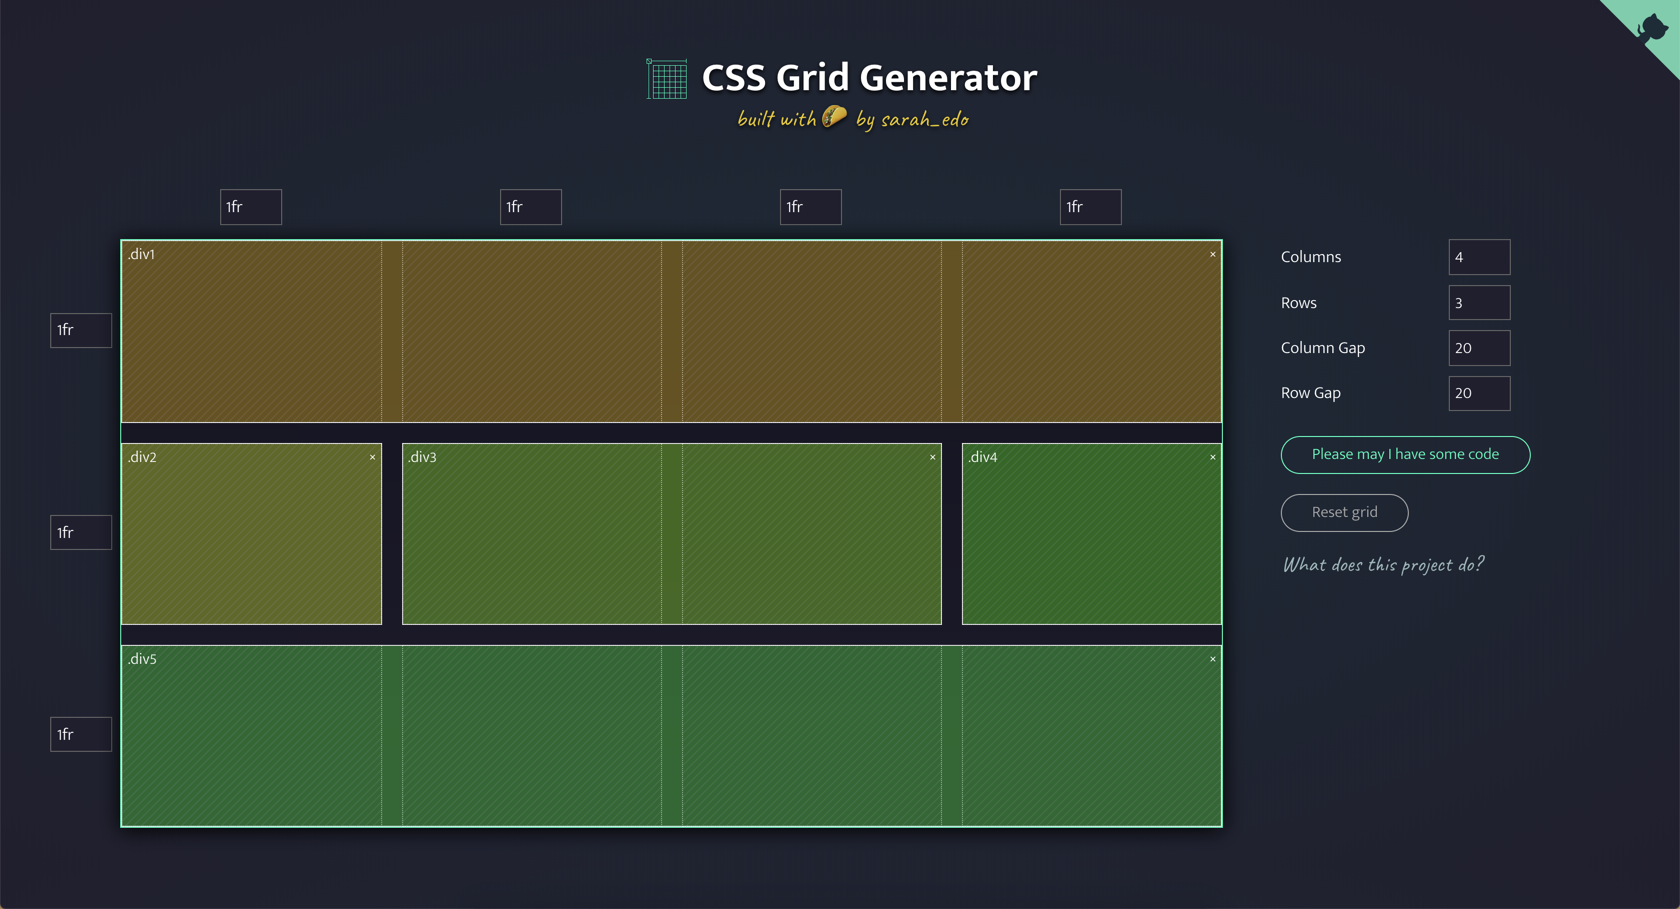 CSS Grid Generator
built with 🌮 by sarah_edo
1fr
1fr
1fr
1fr
.div1
×
1fr
.div2
×
.div3
×
.div4
×
1fr
.div5
×
1fr
Columns
4
Rows
3
Column Gap
20
Row Gap
20
Please may I have some code
Reset grid
What does this project do?